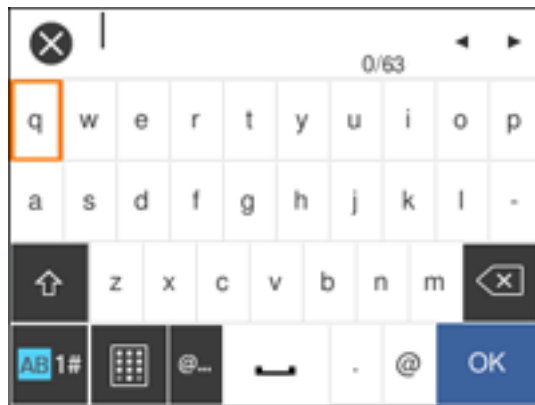 0/63
q w e r t y u i o p
a s d f g h j k l -
z x c v b n m
AB 1# @... . @ OK